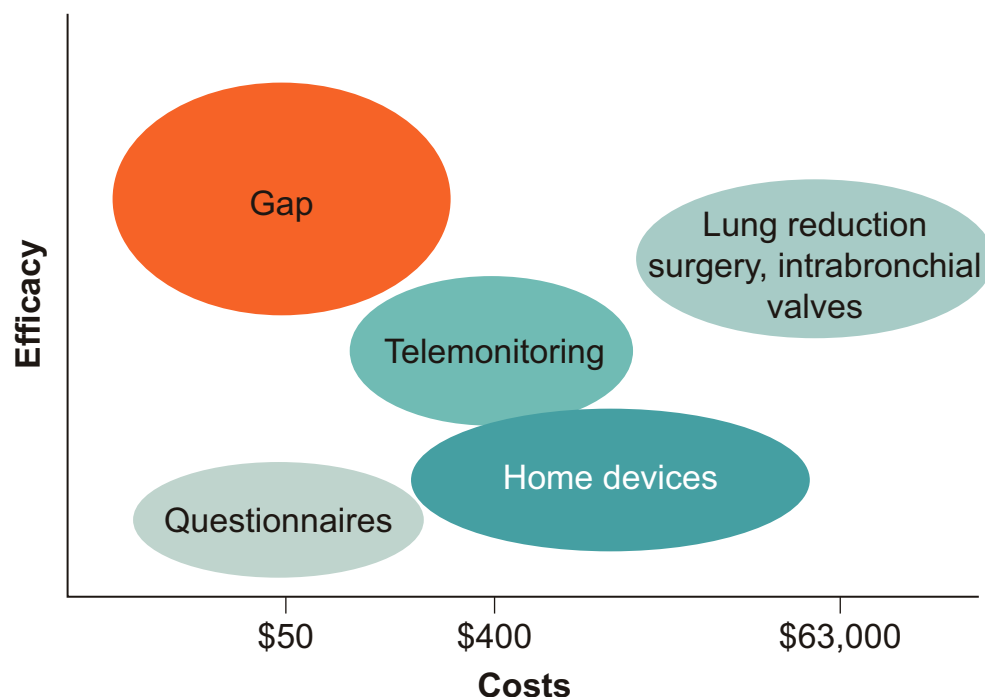 Efficacy
Gap
Lung reduction
surgery, intrabronchial
valves
Telemonitoring
Home devices
Questionnaires
$50
$400
$63,000
Costs